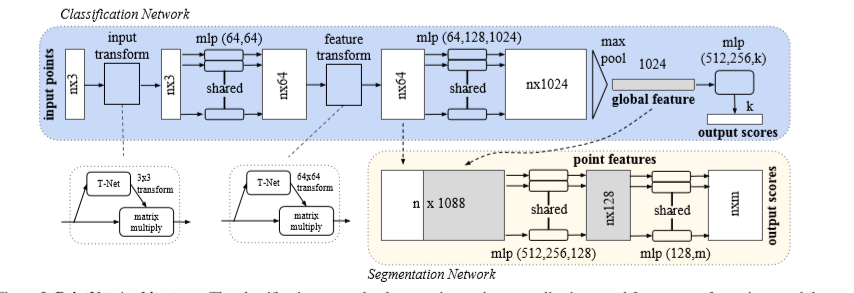 Classification Network
input points
nx3
input
transform
nx3
mlp (64,64)
shared
nx64
feature
transform
nx64
mlp (64,128,1024)
shared
nx1024
max
pool
1024
global feature
mlp
(512,256,k)
k
output scores
T-Net
3x3
transform
matrix
multiply
T-Net
64x64
transform
matrix
multiply
point features
n x 1088
shared
mlp (512,256,128)
nx128
shared
mlp (128,m)
nxm
output scores
Segmentation Network